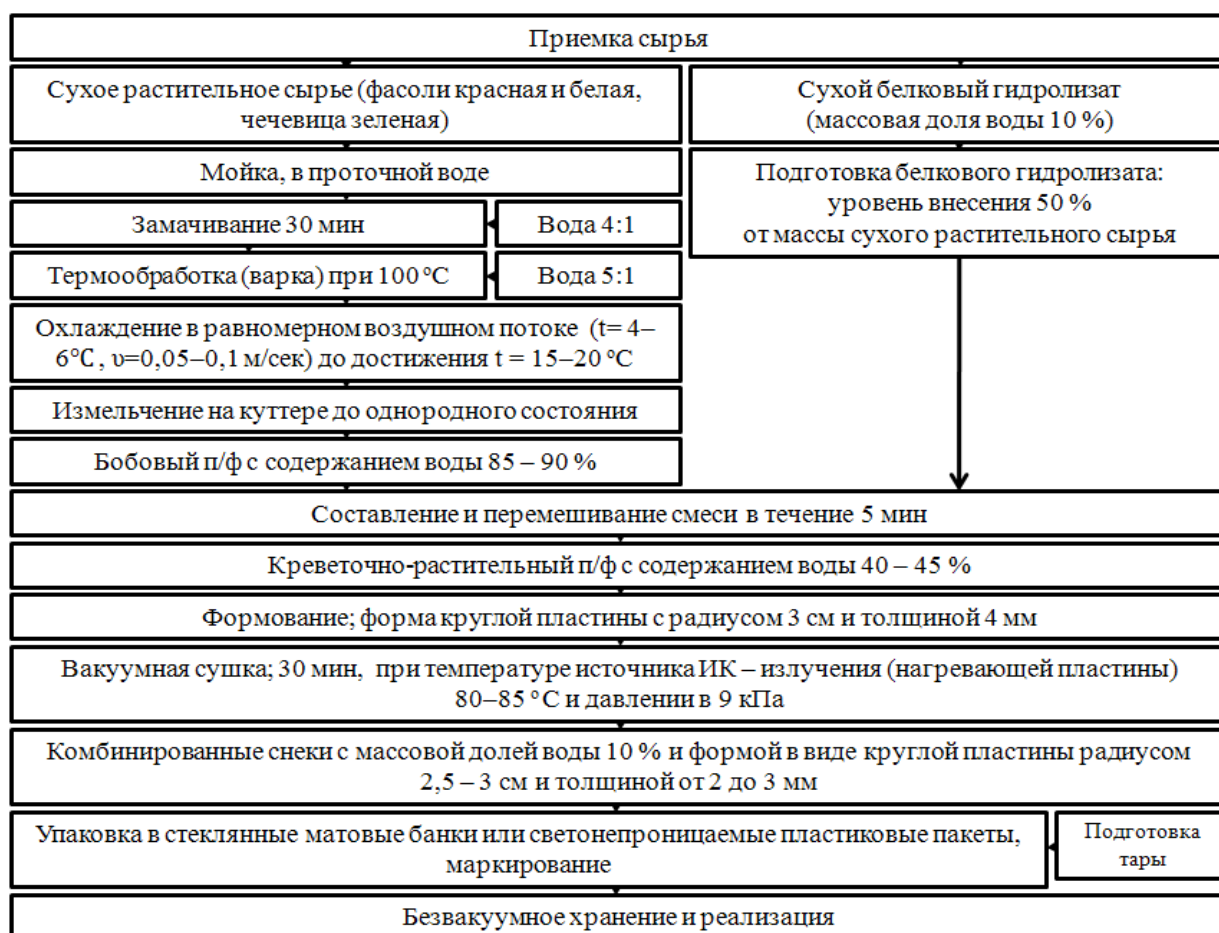 Приемка сырья
Сухое растительное сырье (фасоли красная и белая,
чечевица зеленая)
Сухой белковый гидролизат
(массовая доля воды 10 %)
Мойка, в проточной воде
Подготовка белкового гидролизата:
уровень внесения 50 %
от массы сухого растительного сырья
Замачивание 30 мин
Вода 4:1
Термообработка (варка) при 100 °С
Вода 5:1
Охлаждение в равномерном воздушном потоке (t= 4–
6°С , υ=0,05–0,1 м/сек) до достижения t = 15–20 °С
Измельчение на куттере до однородного состояния
Бобовый п/ф с содержанием воды 85 – 90 %
Составление и перемешивание смеси в течение 5 мин
Креветочно-растительный п/ф с содержанием воды 40 – 45 %
Формование; форма круглой пластины с радиусом 3 см и толщиной 4 мм
Вакуумная сушка; 30 мин, при температуре источника ИК – излучения (нагревающей пластины)
80–85 °С и давлении в 9 кПа
Комбинированные снеки с массовой долей воды 10 % и формой в виде круглой пластины радиусом
2,5 – 3 см и толщиной от 2 до 3 мм
Упаковка в стеклянные матовые банки или светонепроницаемые пластиковые пакеты,
маркирование
Подготовка
тары
Безвакуумное хранение и реализация